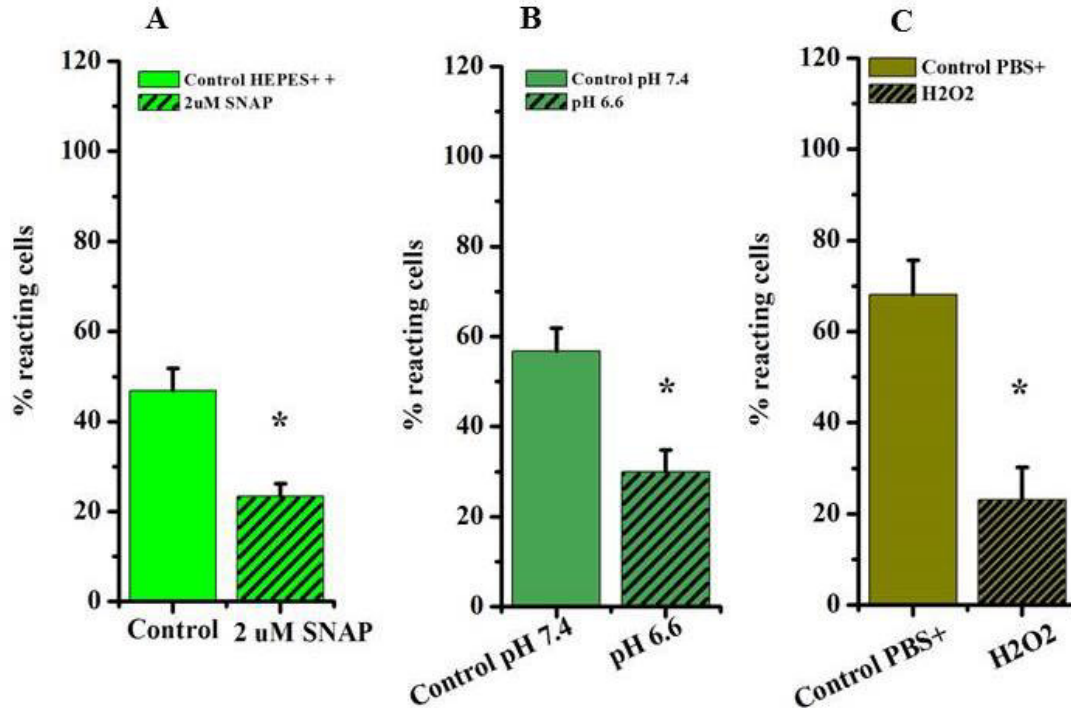 A
Control HEPES+ +
2uM SNAP
120
100
80
60
40
20
0
% reacting cells
*
Control
2 uM SNAP
B
Control pH 7.4
pH 6.6
120
100
80
60
40
20
0
% reacting cells
*
Control pH 7.4
pH 6.6
C
Control PBS+
H2O2
120
100
80
60
40
20
0
% reacting cells
*
Control PBS+
H2O2